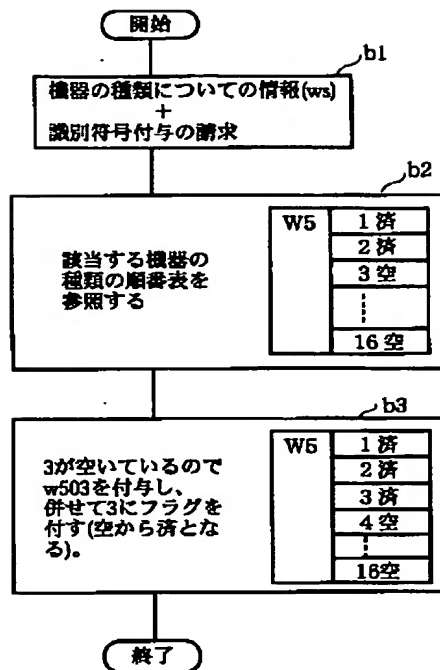 開始
b1
機器の種類についての情報(ws)
+
識別符号付与の請求
b2
該当する機器の
種類の順番表を
参照する
W5
1 済
2 済
3 空
16 空
b3
3が空いているので
w503を付与し、
併せて3にフラグを
付す(空から済とな
る)。
W5
1 済
2 済
3 済
4 空
16空
終了